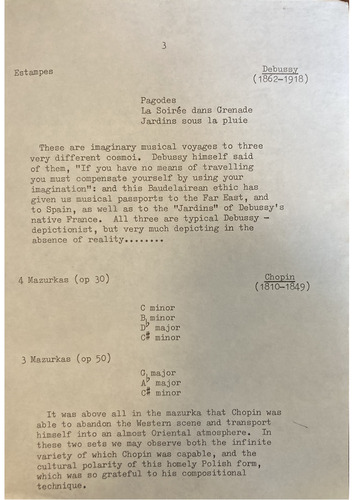 3
Estampes Debussy
(1862-1918)
Pagodes
La Soirée dans Grenade
Jardins sous la pluie
These are imaginary musical voyages to three
very different cosmoi. Debussy himself said
of them, "If you have no means of travelling
you must compensate yourself by using your
imagination": and this Baudelairean ethic has
given us musical passports to the Far East, and
to Spain, as well as to the "Jardins" of Debussy's
native France. All three are typical Debussy -
depictionist, but very much depicting in the
absence of reality........
4 Mazurkas (op 30) Chopin
(1810-1849)
C minor
B minor
D♭ major
C# minor
3 Mazurkas (op 50)
G major
A♭ major
C# minor
It was above all in the mazurka that Chopin was
able to abandon the Western scene and transport
himself into an almost Oriental atmosphere. In
these two sets we may observe both the infinite
variety of which Chopin was capable, and the
cultural polarity of this homely Polish form,
which was so grateful to his compositional
technique.